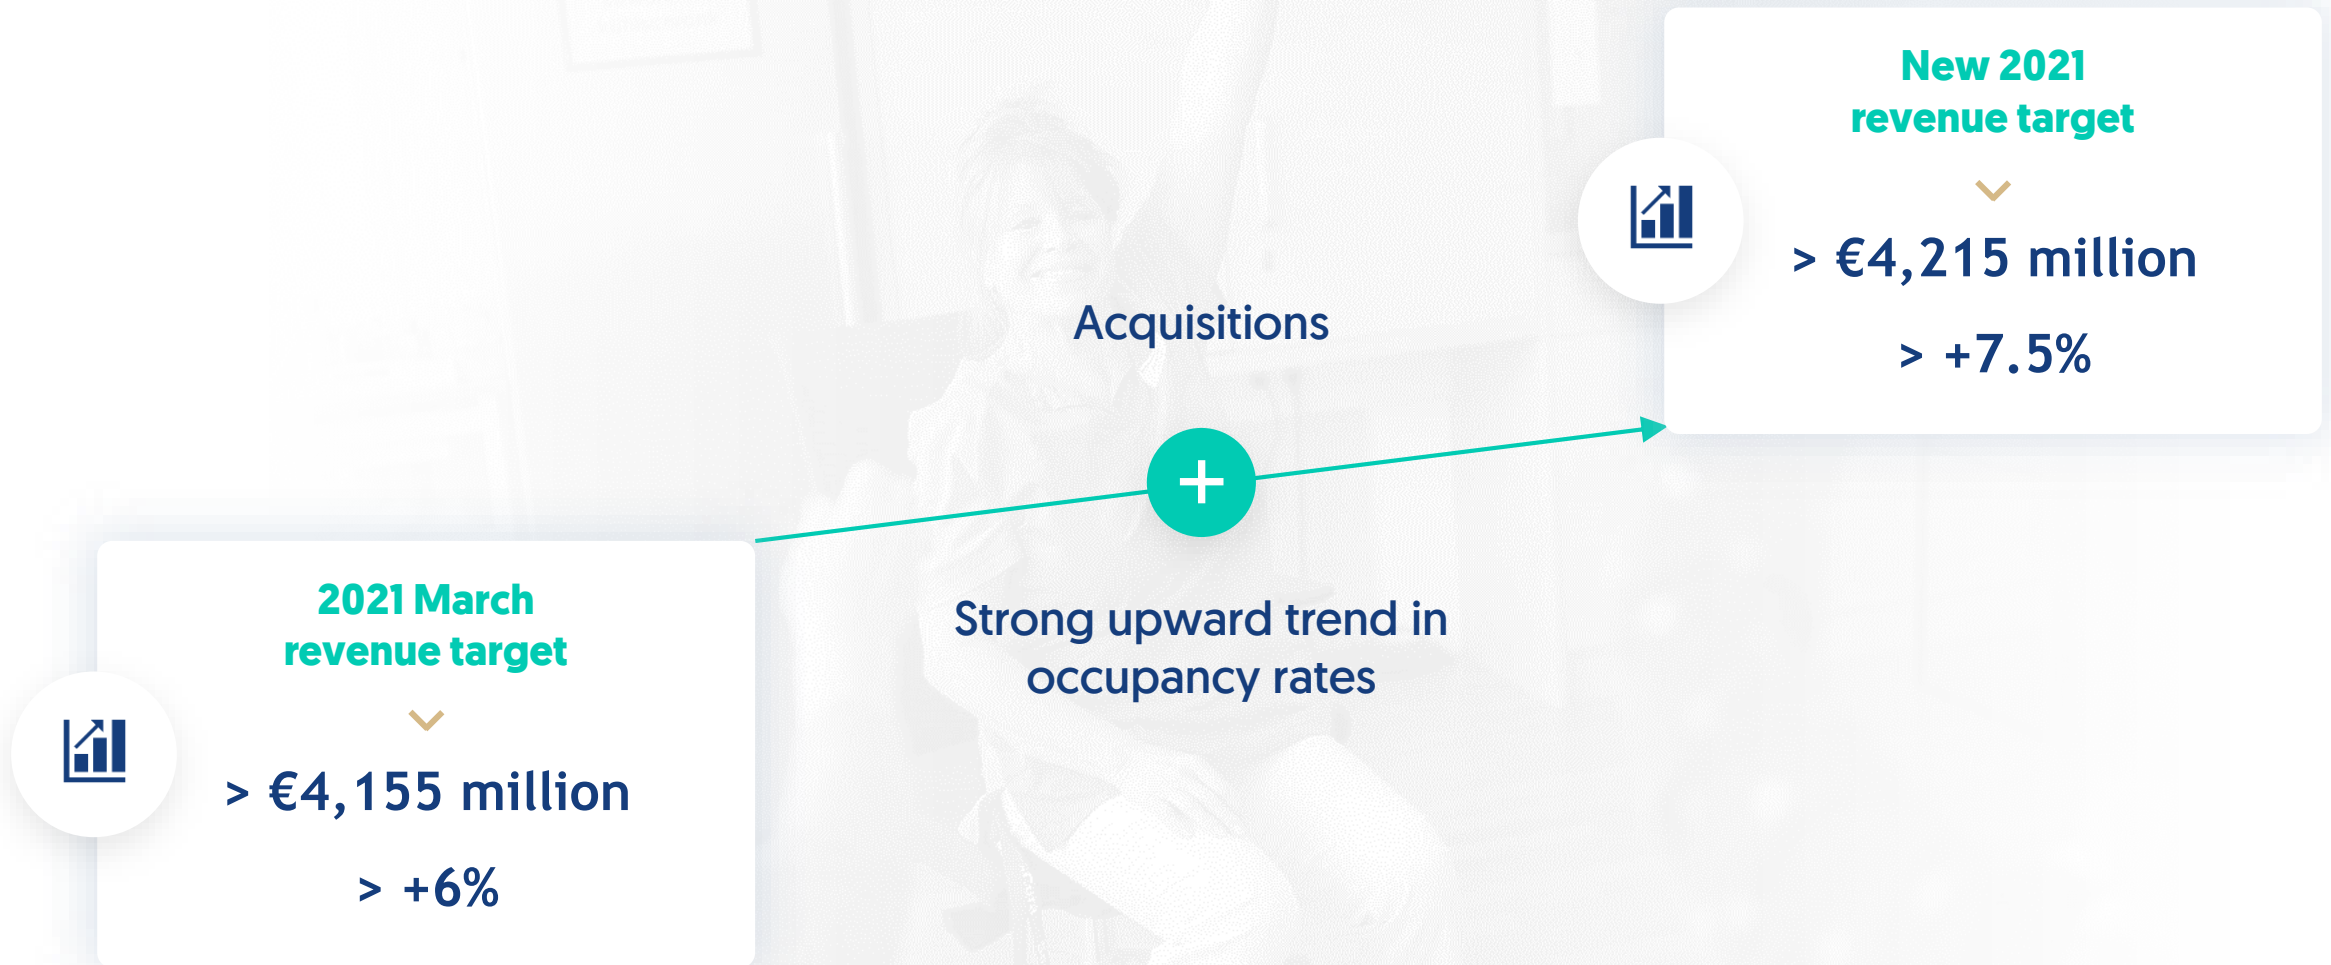 New 2021
revenue target
> €4,215 million
> +7.5%
Acquisitions
+
Strong upward trend in
occupancy rates
2021 March
revenue target
> €4,155 million
> +6%